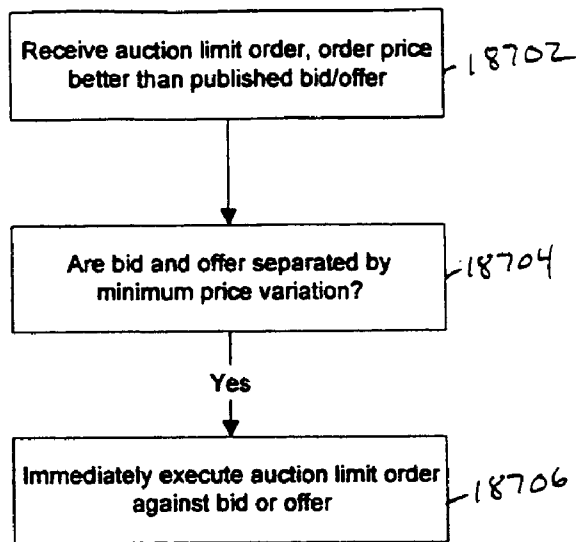 Receive auction limit order, order price
better than published bid/offer
18702
Are bid and offer separated by
minimum price variation?
18704
Yes
Immediately execute auction limit order
against bid or offer
18706